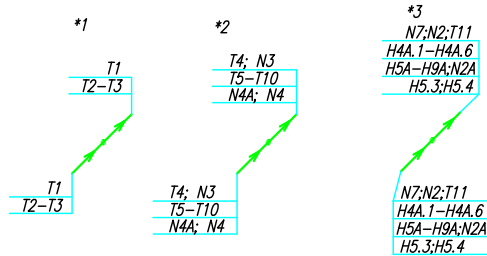 *1
T1
T2-T3
T1
T2-T3
*2
T4; N3
T5-T10
N4A; N4
T4; N3
T5-T10
N4A; N4
*3
N7;N2;T11
H4A.1-H4A.6
H5A-H9A;N2A
H5.3;H5.4
N7;N2;T11
H4A.1-H4A.6
H5A-H9A;N2A
H5.3;H5.4